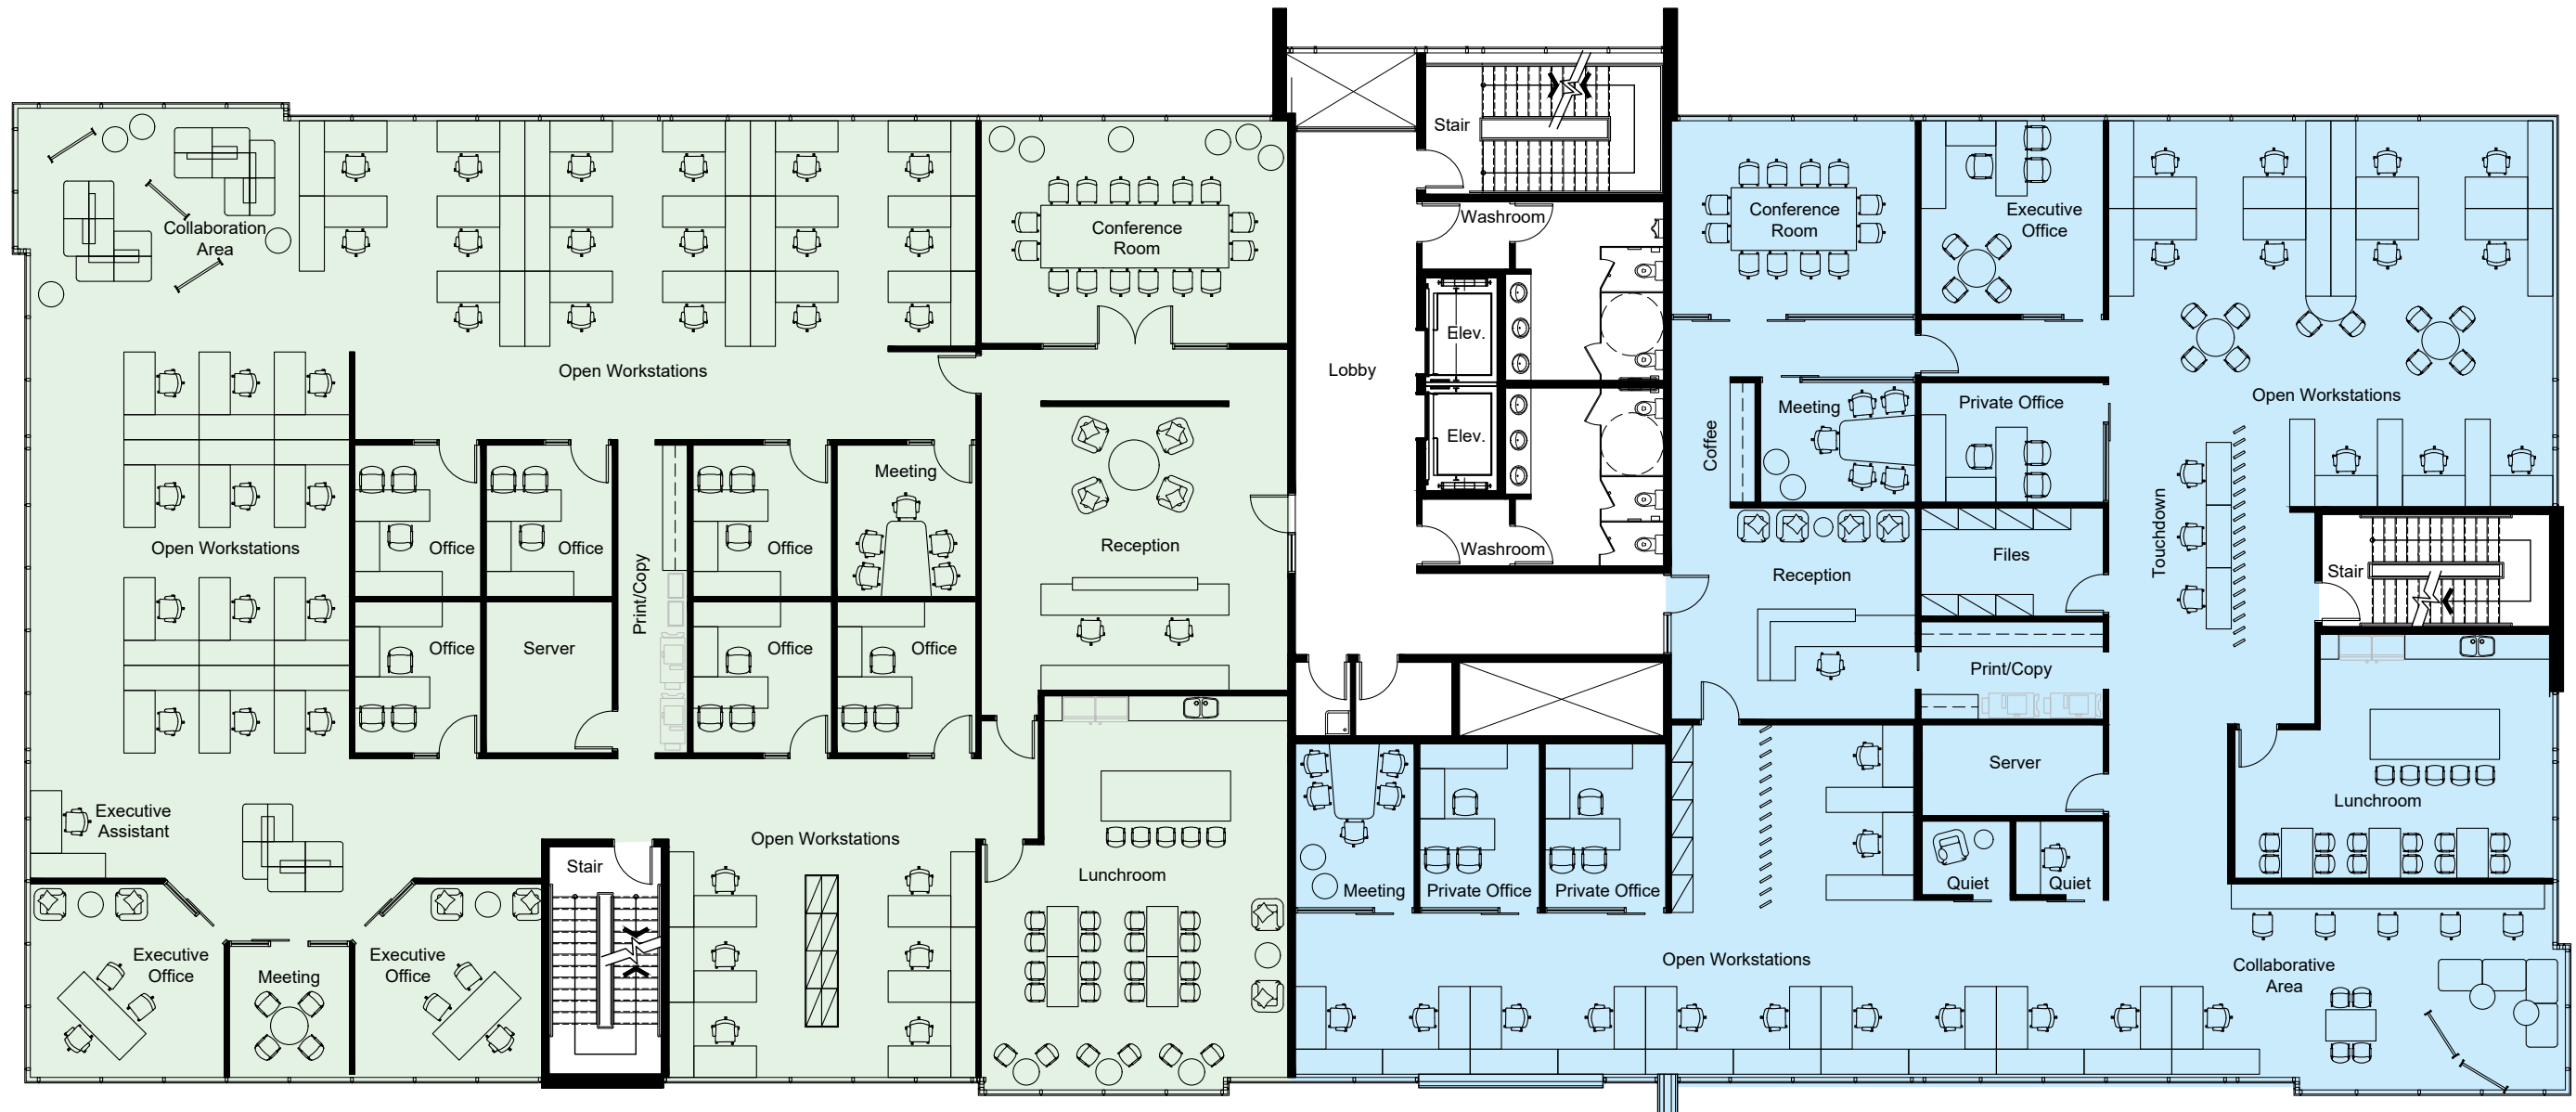 Stair
Collaboration
Area
Washroom
Conference
Room
Conference
Room
Executive
Office
Elev.
Lobby
Open Workstations
Open Workstations
Private Office
Meeting
Coffee
Elev.
Meeting
Touchdown
Reception
Open Workstations
Office
Office
Office
Washroom
Files
Reception
Stair
Print/Copy
Office
Server
Office
Office
Print/Copy
Server
Executive
Assistant
Lunchroom
Open Workstations
Stair
Lunchroom
Quiet
Quiet
Meeting
Private Office
Private Office
Executive
Office
Executive
Office
Meeting
Open Workstations
Collaborative
Area